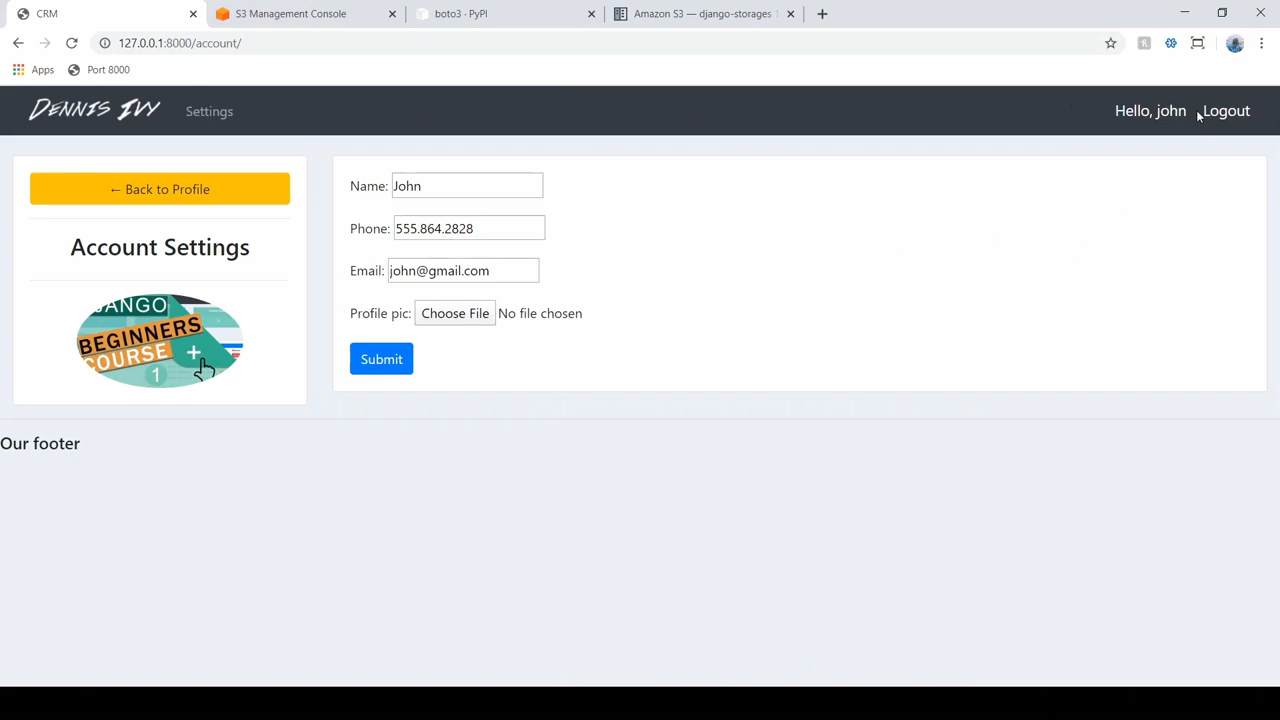 CRM
S3 Management Console
boto3 · PyPI
Amazon S3 — django-storages 1
127.0.0.1:8000/account/
Apps
Port 8000
DENNIS IVY
Settings
Hello, john
Logout
← Back to Profile
Account Settings
DJANGO
BEGINNERS
COURSE
1
Name: John
Phone: 555.864.2828
Email: john@gmail.com
Profile pic: Choose File No file chosen
Submit
Our footer